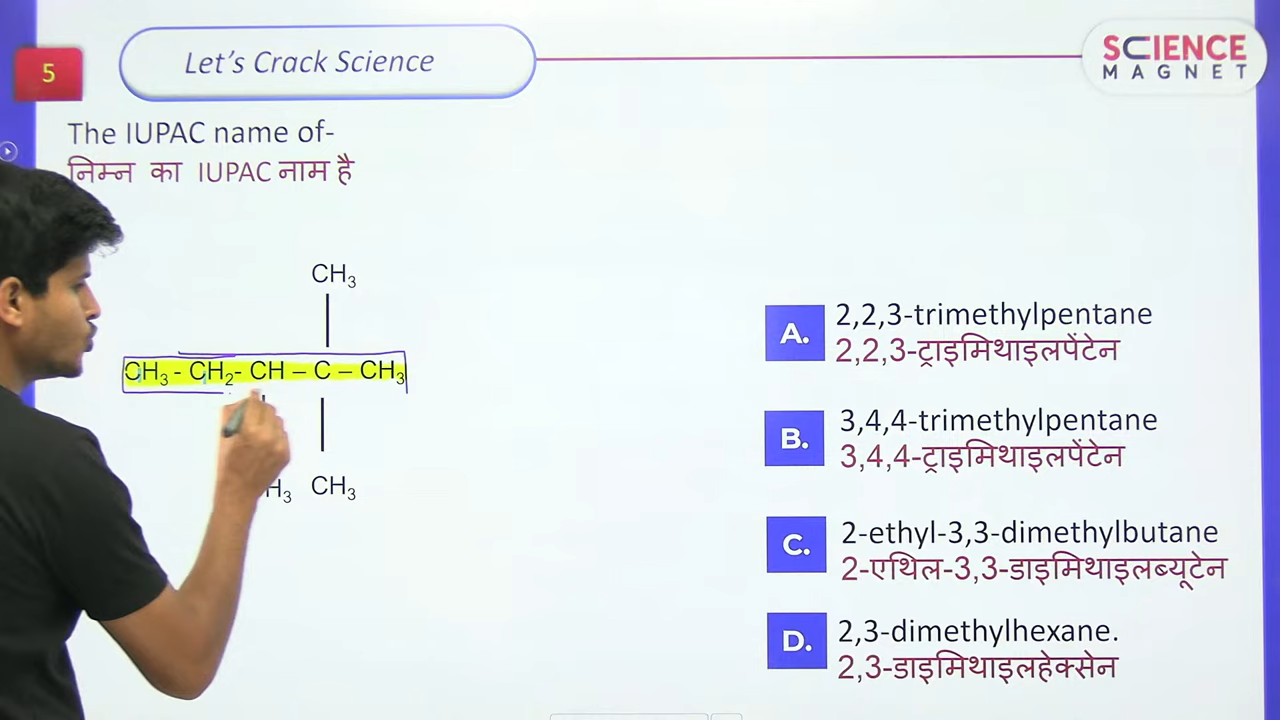 5
Let's Crack Science
SCIENCE
MAGNET
The IUPAC name of-
निम्न का IUPAC नाम है
CH3
CH3 - CH2- CH – C – CH3
H3 CH3
A.
2,2,3-trimethylpentane
2,2,3-ट्राइमिथाइलपेंटेन
B.
3,4,4-trimethylpentane
3,4,4-ट्राइमिथाइलपेंटेन
C.
2-ethyl-3,3-dimethylbutane
2-एथिल-3,3-डाइमिथाइलब्यूटेन
D.
2,3-dimethylhexane.
2,3-डाइमिथाइलहेक्सेन